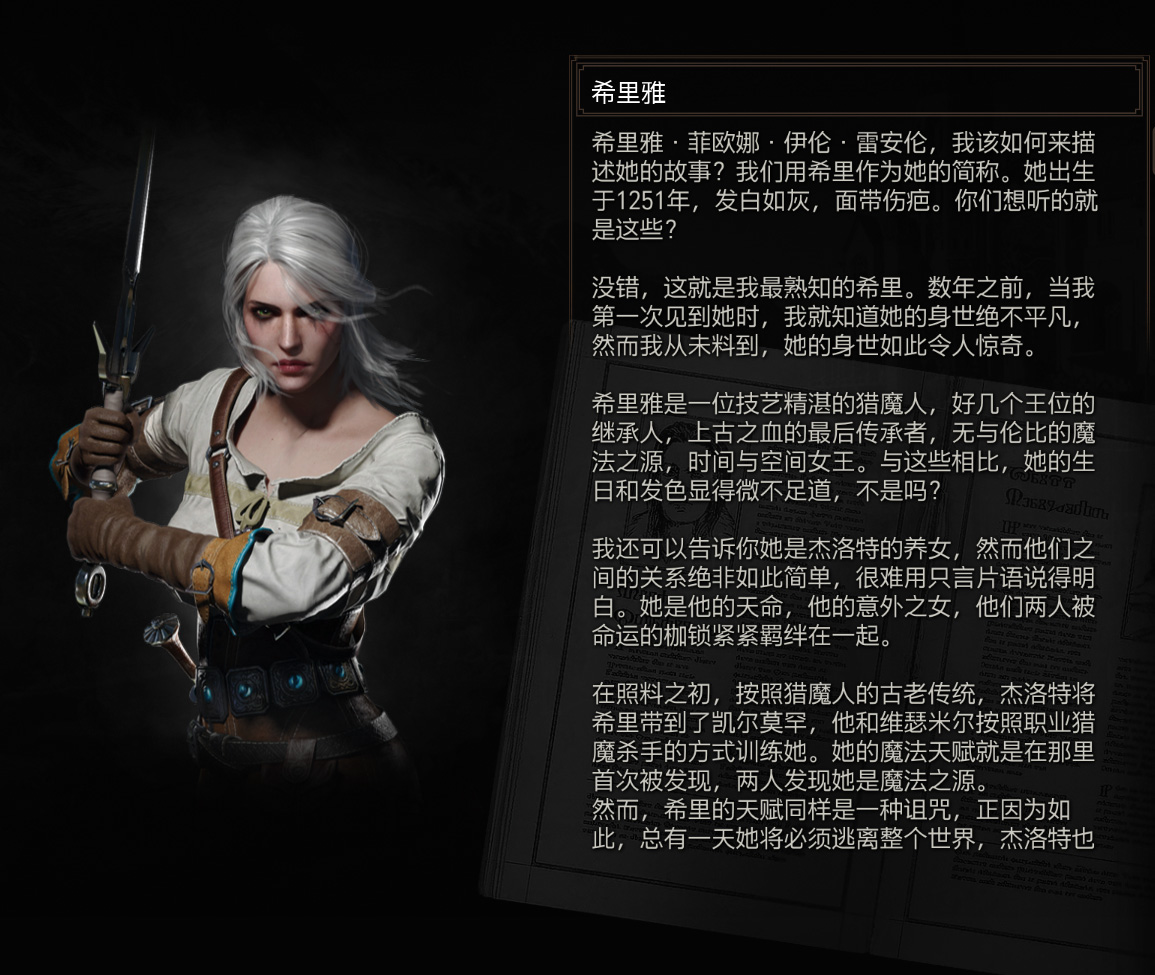 希里雅
希里雅·菲欧娜·伊伦·雷安伦，我该如何来描
述她的故事？我们用希里作为她的简称。她出生
于1251年，发白如灰，面带伤疤。你们想听的就
是这些？
没错，这就是我最熟知的希里。数年之前，当我
第一次见到她时，我就知道她的身世绝不平凡，
然而我从未料到，她的身世如此令人惊奇。
希里雅是一位技艺精湛的猎魔人，好几个王位的
继承人，上古之血的最后传承者，无与伦比的魔
法之源，时间与空间女王。与这些相比，她的生
日和发色显得微不足道，不是吗？
我还可以告诉你她是杰洛特的养女，然而他们之
间的关系绝非如此简单，很难用只言片语说得明
白。她是他的天命，他的意外之女，他们两人被
命运的枷锁紧紧羁绊在一起。
在照料之初，按照猎魔人的古老传统，杰洛特将
希里带到了凯尔莫罕，他和维瑟米尔按照职业猎
魔杀手的方式训练她。她的魔法天赋就是在那里
首次被发现，两人发现她是魔法之源。
然而，希里的天赋同样是一种诅咒，正因为如
此，总有一天她将必须逃离整个世界，杰洛特也